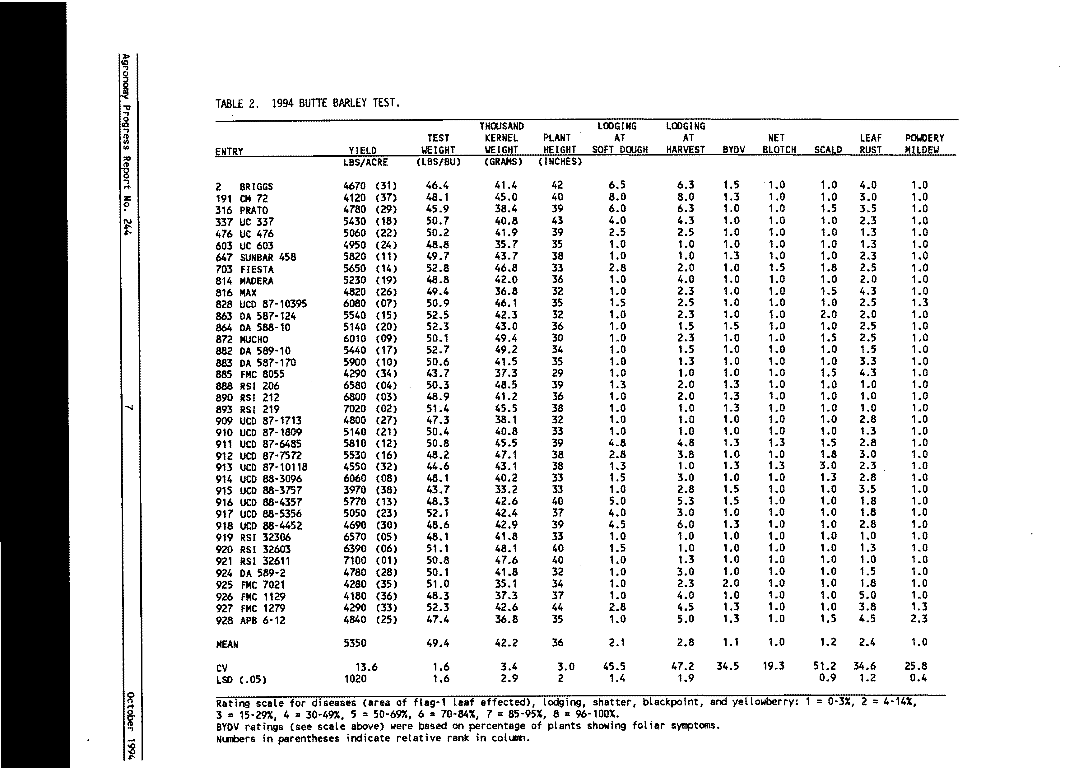 Agronomy Progress Report No. 244
7
October 1994
TABLE 2. 1994 BUTTE BARLEY TEST.
THOUSAND LODGING LODGING
TEST KERNEL PLANT AT AT NET LEAF POWDERY
ENTRY YIELD WEIGHT WEIGHT HEIGHT SOFT DOUGH HARVEST BYDV BLOTCH SCALD RUST MILDEW
LBS/ACRE (LBS/BU) (GRAMS) (INCHES)
2 BRIGGS 4670 (31) 46.4 41.4 42 6.5 6.3 1.5 1.0 1.0 4.0 1.0
191 CM 72 4120 (37) 48.1 45.0 40 8.0 8.0 1.3 1.0 1.0 3.0 1.0
316 PRATO 4780 (29) 45.9 38.4 39 6.0 6.3 1.0 1.0 1.5 3.5 1.0
337 UC 337 5430 (18) 50.7 40.8 43 4.0 4.3 1.0 1.0 1.0 2.3 1.0
476 UC 476 5060 (22) 50.2 41.9 39 2.5 2.5 1.0 1.0 1.0 1.3 1.0
603 UC 603 4950 (24) 48.8 35.7 35 1.0 1.0 1.0 1.0 1.0 1.3 1.0
647 SUNBAR 458 5820 (11) 49.7 43.7 38 1.0 1.0 1.3 1.0 1.0 2.3 1.0
703 FIESTA 5650 (14) 52.8 46.8 33 2.8 2.0 1.0 1.5 1.8 2.5 1.0
814 MADERA 5230 (19) 48.8 42.0 36 1.0 4.0 1.0 1.0 1.0 2.0 1.0
816 MAX 4820 (26) 49.4 36.8 32 1.0 2.3 1.0 1.0 1.5 4.3 1.0
828 UCD 87-10395 6080 (07) 50.9 46.1 35 1.5 2.5 1.0 1.0 1.0 2.5 1.3
863 DA 587-124 5540 (15) 52.5 42.3 32 1.0 2.3 1.0 1.0 2.0 2.0 1.0
864 DA 588-10 5140 (20) 52.3 43.0 36 1.0 1.5 1.5 1.0 1.0 2.5 1.0
872 MUCHO 6010 (09) 50.1 49.4 30 1.0 2.3 1.0 1.0 1.5 2.5 1.0
882 DA 589-10 5440 (17) 52.7 49.2 34 1.0 1.5 1.0 1.0 1.0 1.5 1.0
883 DA 587-170 5900 (10) 50.6 41.5 35 1.0 1.3 1.0 1.0 1.0 3.3 1.0
885 FMC 8055 4290 (34) 43.7 37.3 29 1.0 1.0 1.0 1.0 1.5 4.3 1.0
888 RSI 206 6580 (04) 50.3 48.5 39 1.3 2.0 1.3 1.0 1.0 1.0 1.0
890 RSI 212 6800 (03) 48.9 41.2 36 1.0 2.0 1.3 1.0 1.0 1.0 1.0
893 RSI 219 7020 (02) 51.4 45.5 38 1.0 1.0 1.3 1.0 1.0 1.0 1.0
909 UCD 87-1713 4800 (27) 47.3 38.1 32 1.0 1.0 1.0 1.0 1.0 2.8 1.0
910 UCD 87-1809 5140 (21) 50.4 40.8 33 1.0 1.0 1.0 1.0 1.0 1.3 1.0
911 UCD 87-6485 5810 (12) 50.8 45.5 39 4.8 4.8 1.3 1.3 1.5 2.8 1.0
912 UCD 87-7572 5530 (16) 48.2 47.1 38 2.8 3.8 1.0 1.0 1.8 3.0 1.0
913 UCD 87-10118 4550 (32) 44.6 43.1 38 1.3 1.0 1.3 1.3 3.0 2.3 1.0
914 UCD 88-3096 6060 (08) 48.1 40.2 33 1.5 3.0 1.0 1.0 1.3 2.8 1.0
915 UCD 88-3757 3970 (38) 43.7 33.2 33 1.0 2.8 1.5 1.0 1.0 3.5 1.0
916 UCD 88-4357 5770 (13) 48.3 42.6 40 5.0 5.3 1.5 1.0 1.0 1.8 1.0
917 UCD 88-5356 5050 (23) 52.1 42.4 37 4.0 3.0 1.0 1.0 1.0 1.8 1.0
918 UCD 88-4452 4690 (30) 48.6 42.9 39 4.5 6.0 1.3 1.0 1.0 2.8 1.0
919 RSI 32306 6570 (05) 48.1 41.8 33 1.0 1.0 1.0 1.0 1.0 1.0 1.0
920 RSI 32603 6390 (06) 51.1 48.1 40 1.5 1.0 1.0 1.0 1.0 1.3 1.0
921 RSI 32611 7100 (01) 50.8 47.6 40 1.0 1.3 1.0 1.0 1.0 1.0 1.0
924 DA 589-2 4780 (28) 50.1 41.8 32 1.0 3.0 1.0 1.0 1.0 1.5 1.0
925 FMC 7021 4280 (35) 51.0 35.1 34 1.0 2.3 2.0 1.0 1.0 1.8 1.0
926 FMC 1129 4180 (36) 48.3 37.3 37 1.0 4.0 1.0 1.0 1.0 5.0 1.0
927 FMC 1279 4290 (33) 52.3 42.6 44 2.8 4.5 1.3 1.0 1.0 3.8 1.3
928 APB 6-12 4840 (25) 47.4 36.8 35 1.0 5.0 1.3 1.0 1.5 4.5 2.3
MEAN 5350 49.4 42.2 36 2.1 2.8 1.1 1.0 1.2 2.4 1.0
CV 13.6 1.6 3.4 3.0 45.5 47.2 34.5 19.3 51.2 34.6 25.8
LSD (.05) 1020 1.6 2.9 2 1.4 1.9 0.9 1.2 0.4
Rating scale for diseases (area of flag-1 leaf effected), lodging, shatter, blackpoint, and yellowberry: 1 = 0-3%, 2 = 4-14%,
3 = 15-29%, 4 = 30-49%, 5 = 50-69%, 6 = 70-84%, 7 = 85-95%, 8 = 96-100%.
BYDV ratings (see scale above) were based on percentage of plants showing foliar symptoms.
Numbers in parentheses indicate relative rank in column.